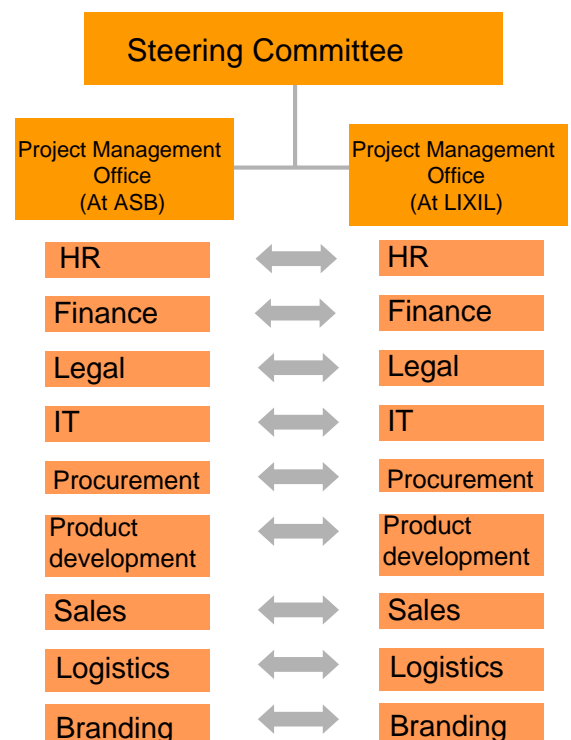 Steering Committee
Project Management
Office
(At ASB)
Project Management
Office
(At LIXIL)
HR
HR
Finance
Finance
Legal
Legal
IT
IT
Procurement
Procurement
Product
development
Product
development
Sales
Sales
Logistics
Logistics
Branding
Branding